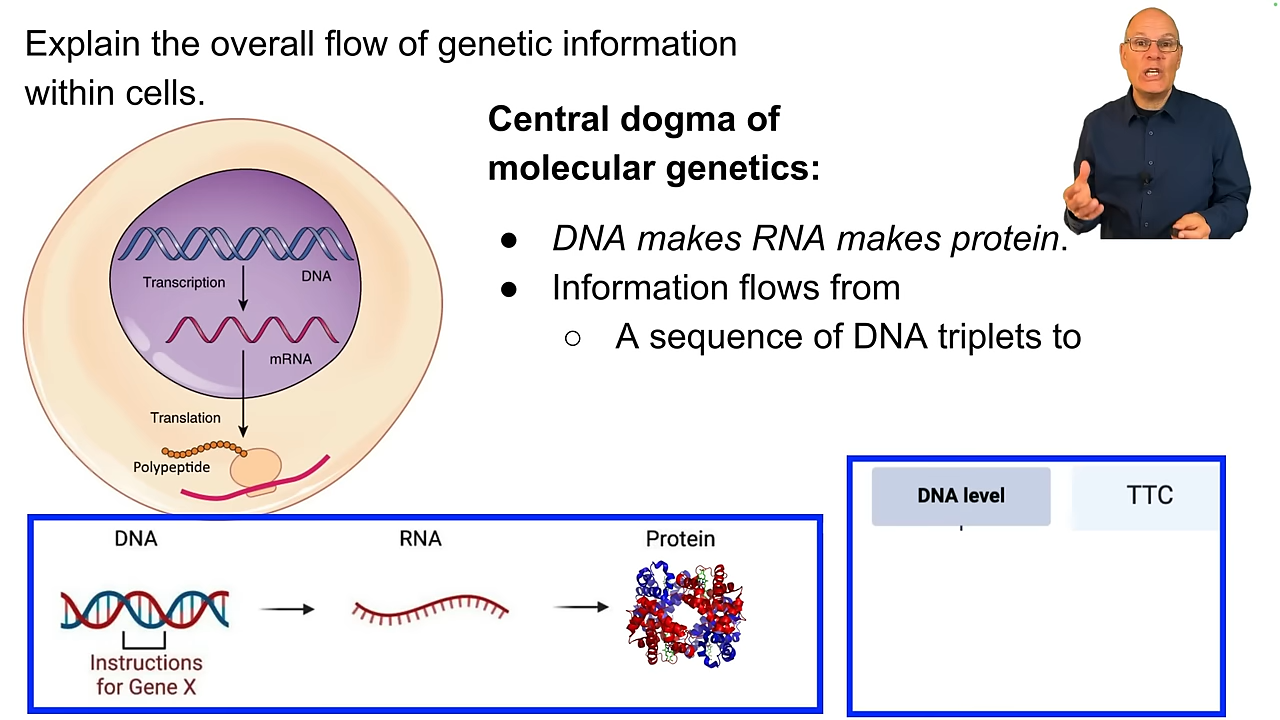 Explain the overall flow of genetic information
within cells.
Central dogma of
molecular genetics:
● DNA makes RNA makes protein.
● Information flows from
○ A sequence of DNA triplets to
Transcription
DNA
mRNA
Translation
Polypeptide
DNA
RNA
Protein
Instructions
for Gene X
DNA level
TTC